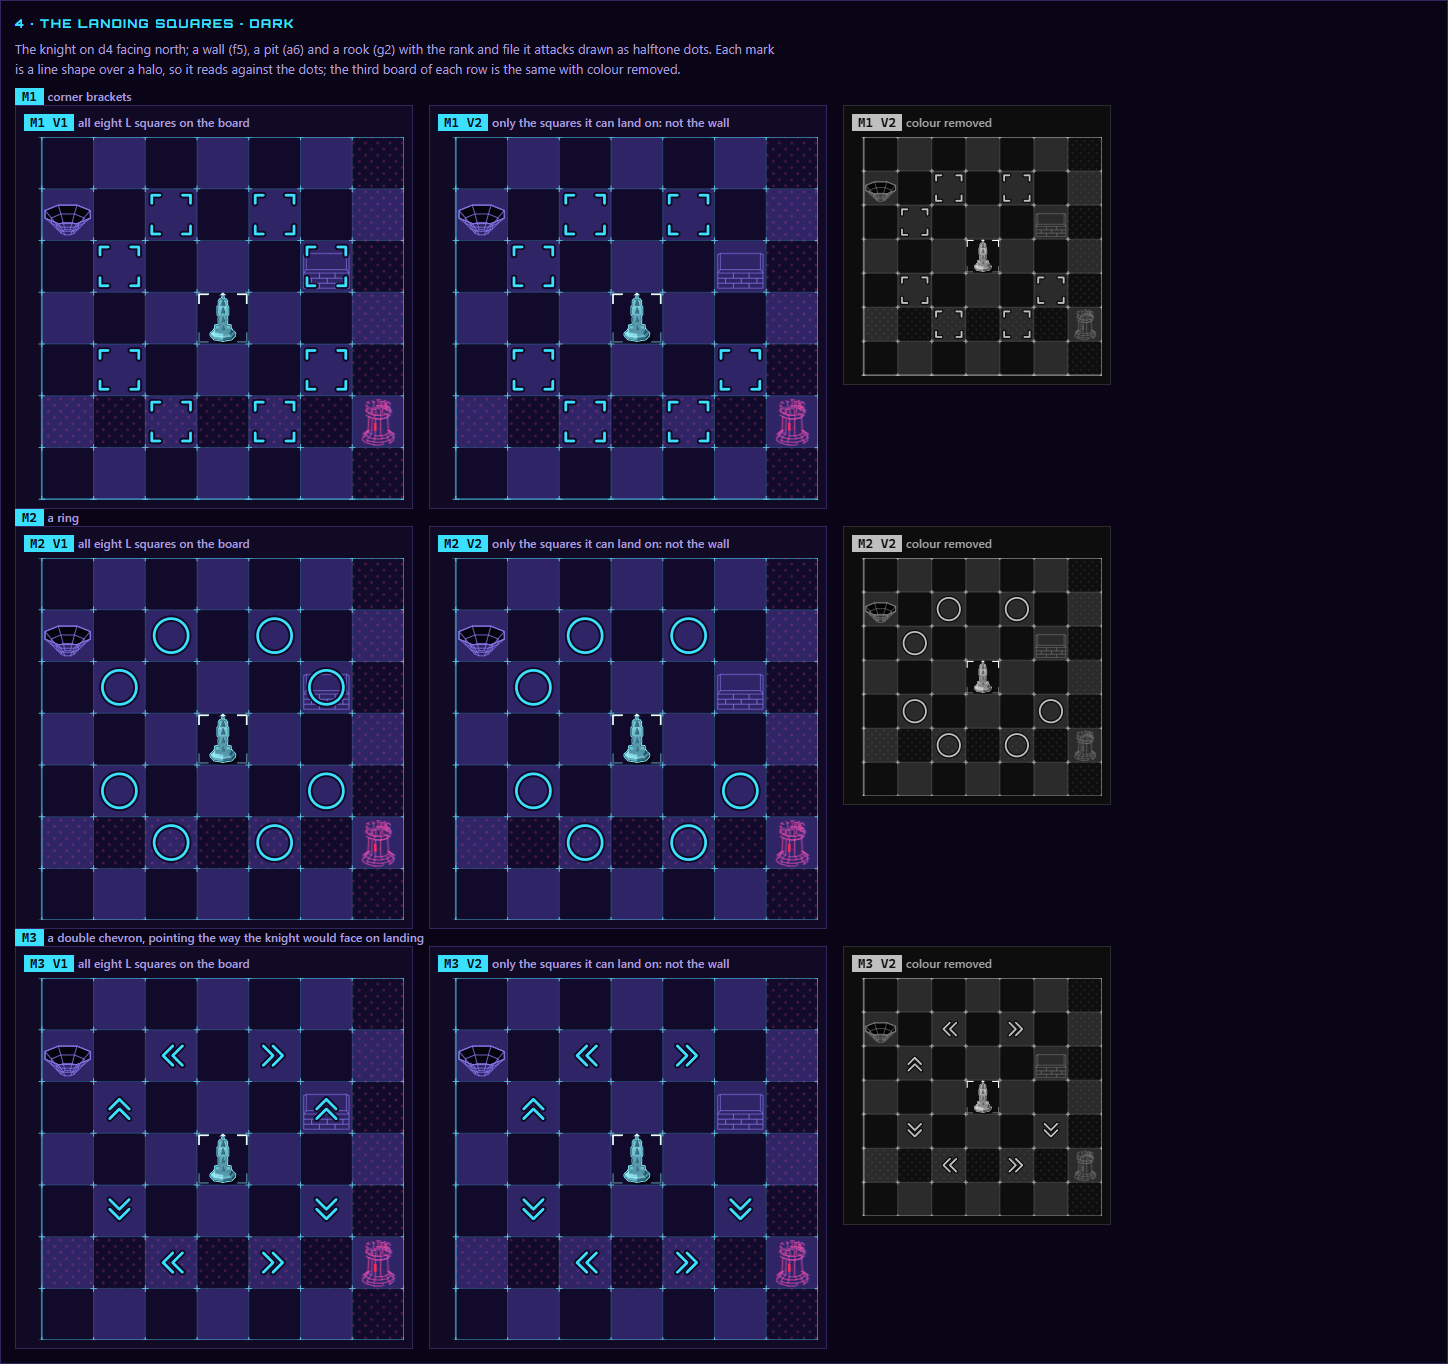 4 · THE LANDING SQUARES · DARK
The knight on d4 facing north; a wall (f5), a pit (a6) and a rook (g2) with the rank and file it attacks drawn as halftone dots. Each mark
is a line shape over a halo, so it reads against the dots; the third board of each row is the same with colour removed.
M1 corner brackets
M1 V1 all eight L squares on the board
M1 V2 only the squares it can land on: not the wall
M1 V2 colour removed
M2 a ring
M2 V1 all eight L squares on the board
M2 V2 only the squares it can land on: not the wall
M2 V2 colour removed
M3 a double chevron, pointing the way the knight would face on landing
M3 V1 all eight L squares on the board
M3 V2 only the squares it can land on: not the wall
M3 V2 colour removed